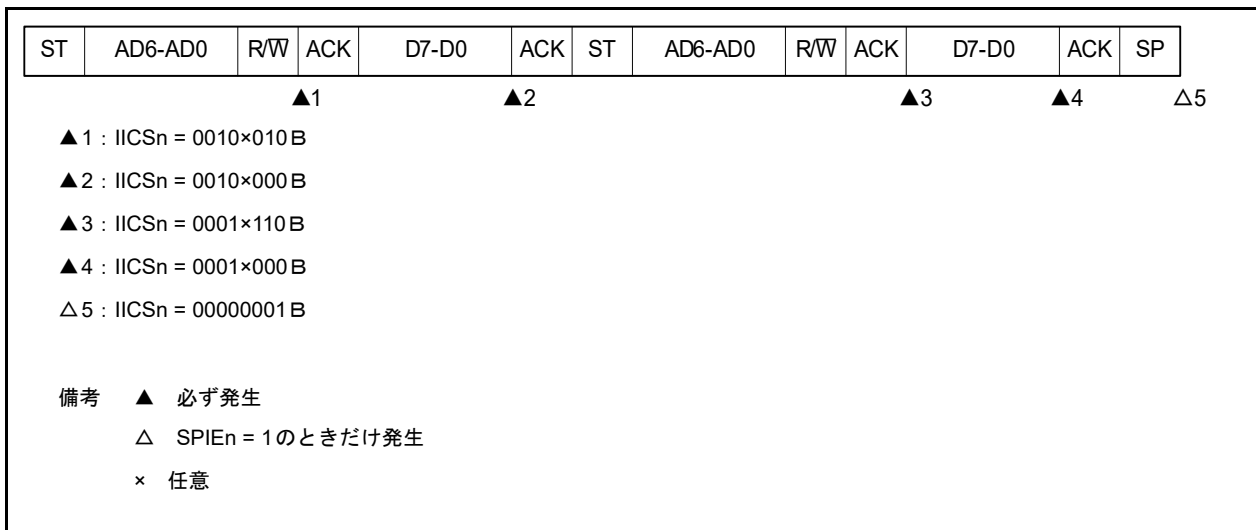 ST AD6-AD0 R/W̅ ACK D7-D0 ACK ST AD6-AD0 R/W̅ ACK D7-D0 ACK SP
▲1 ▲2 ▲3 ▲4 △5
▲1：IICSn = 0010×010B
▲2：IICSn = 0010×000B
▲3：IICSn = 0001×110B
▲4：IICSn = 0001×000B
△5：IICSn = 00000001B
備考 ▲ 必ず発生
△ SPIEn = 1のときだけ発生
× 任意